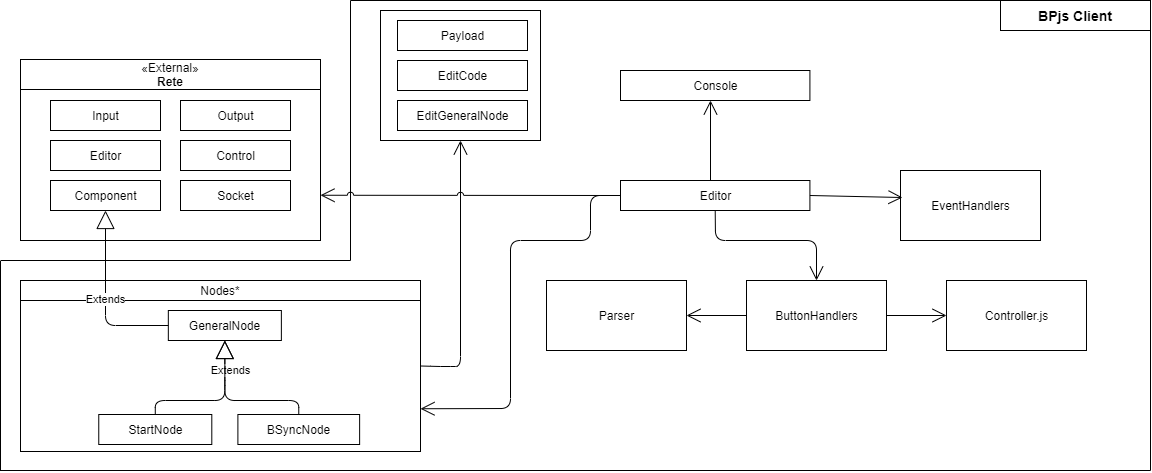 BPjs Client
Payload
EditCode
EditGeneralNode
«External»
Rete
Input
Output
Editor
Control
Component
Socket
Console
Editor
EventHandlers
Nodes*
Extends
GeneralNode
Extends
StartNode
BSyncNode
Parser
ButtonHandlers
Controller.js